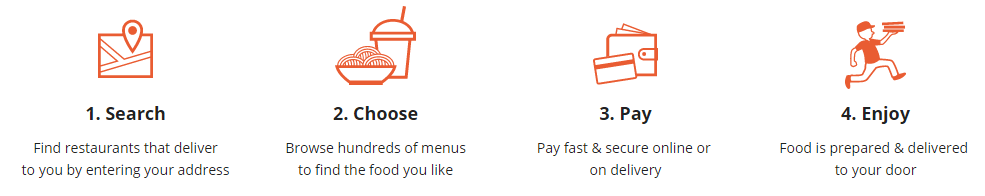 1. Search
Find restaurants that deliver
to you by entering your address
2. Choose
Browse hundreds of menus
to find the food you like
3. Pay
Pay fast & secure online or
on delivery
4. Enjoy
Food is prepared & delivered
to your door